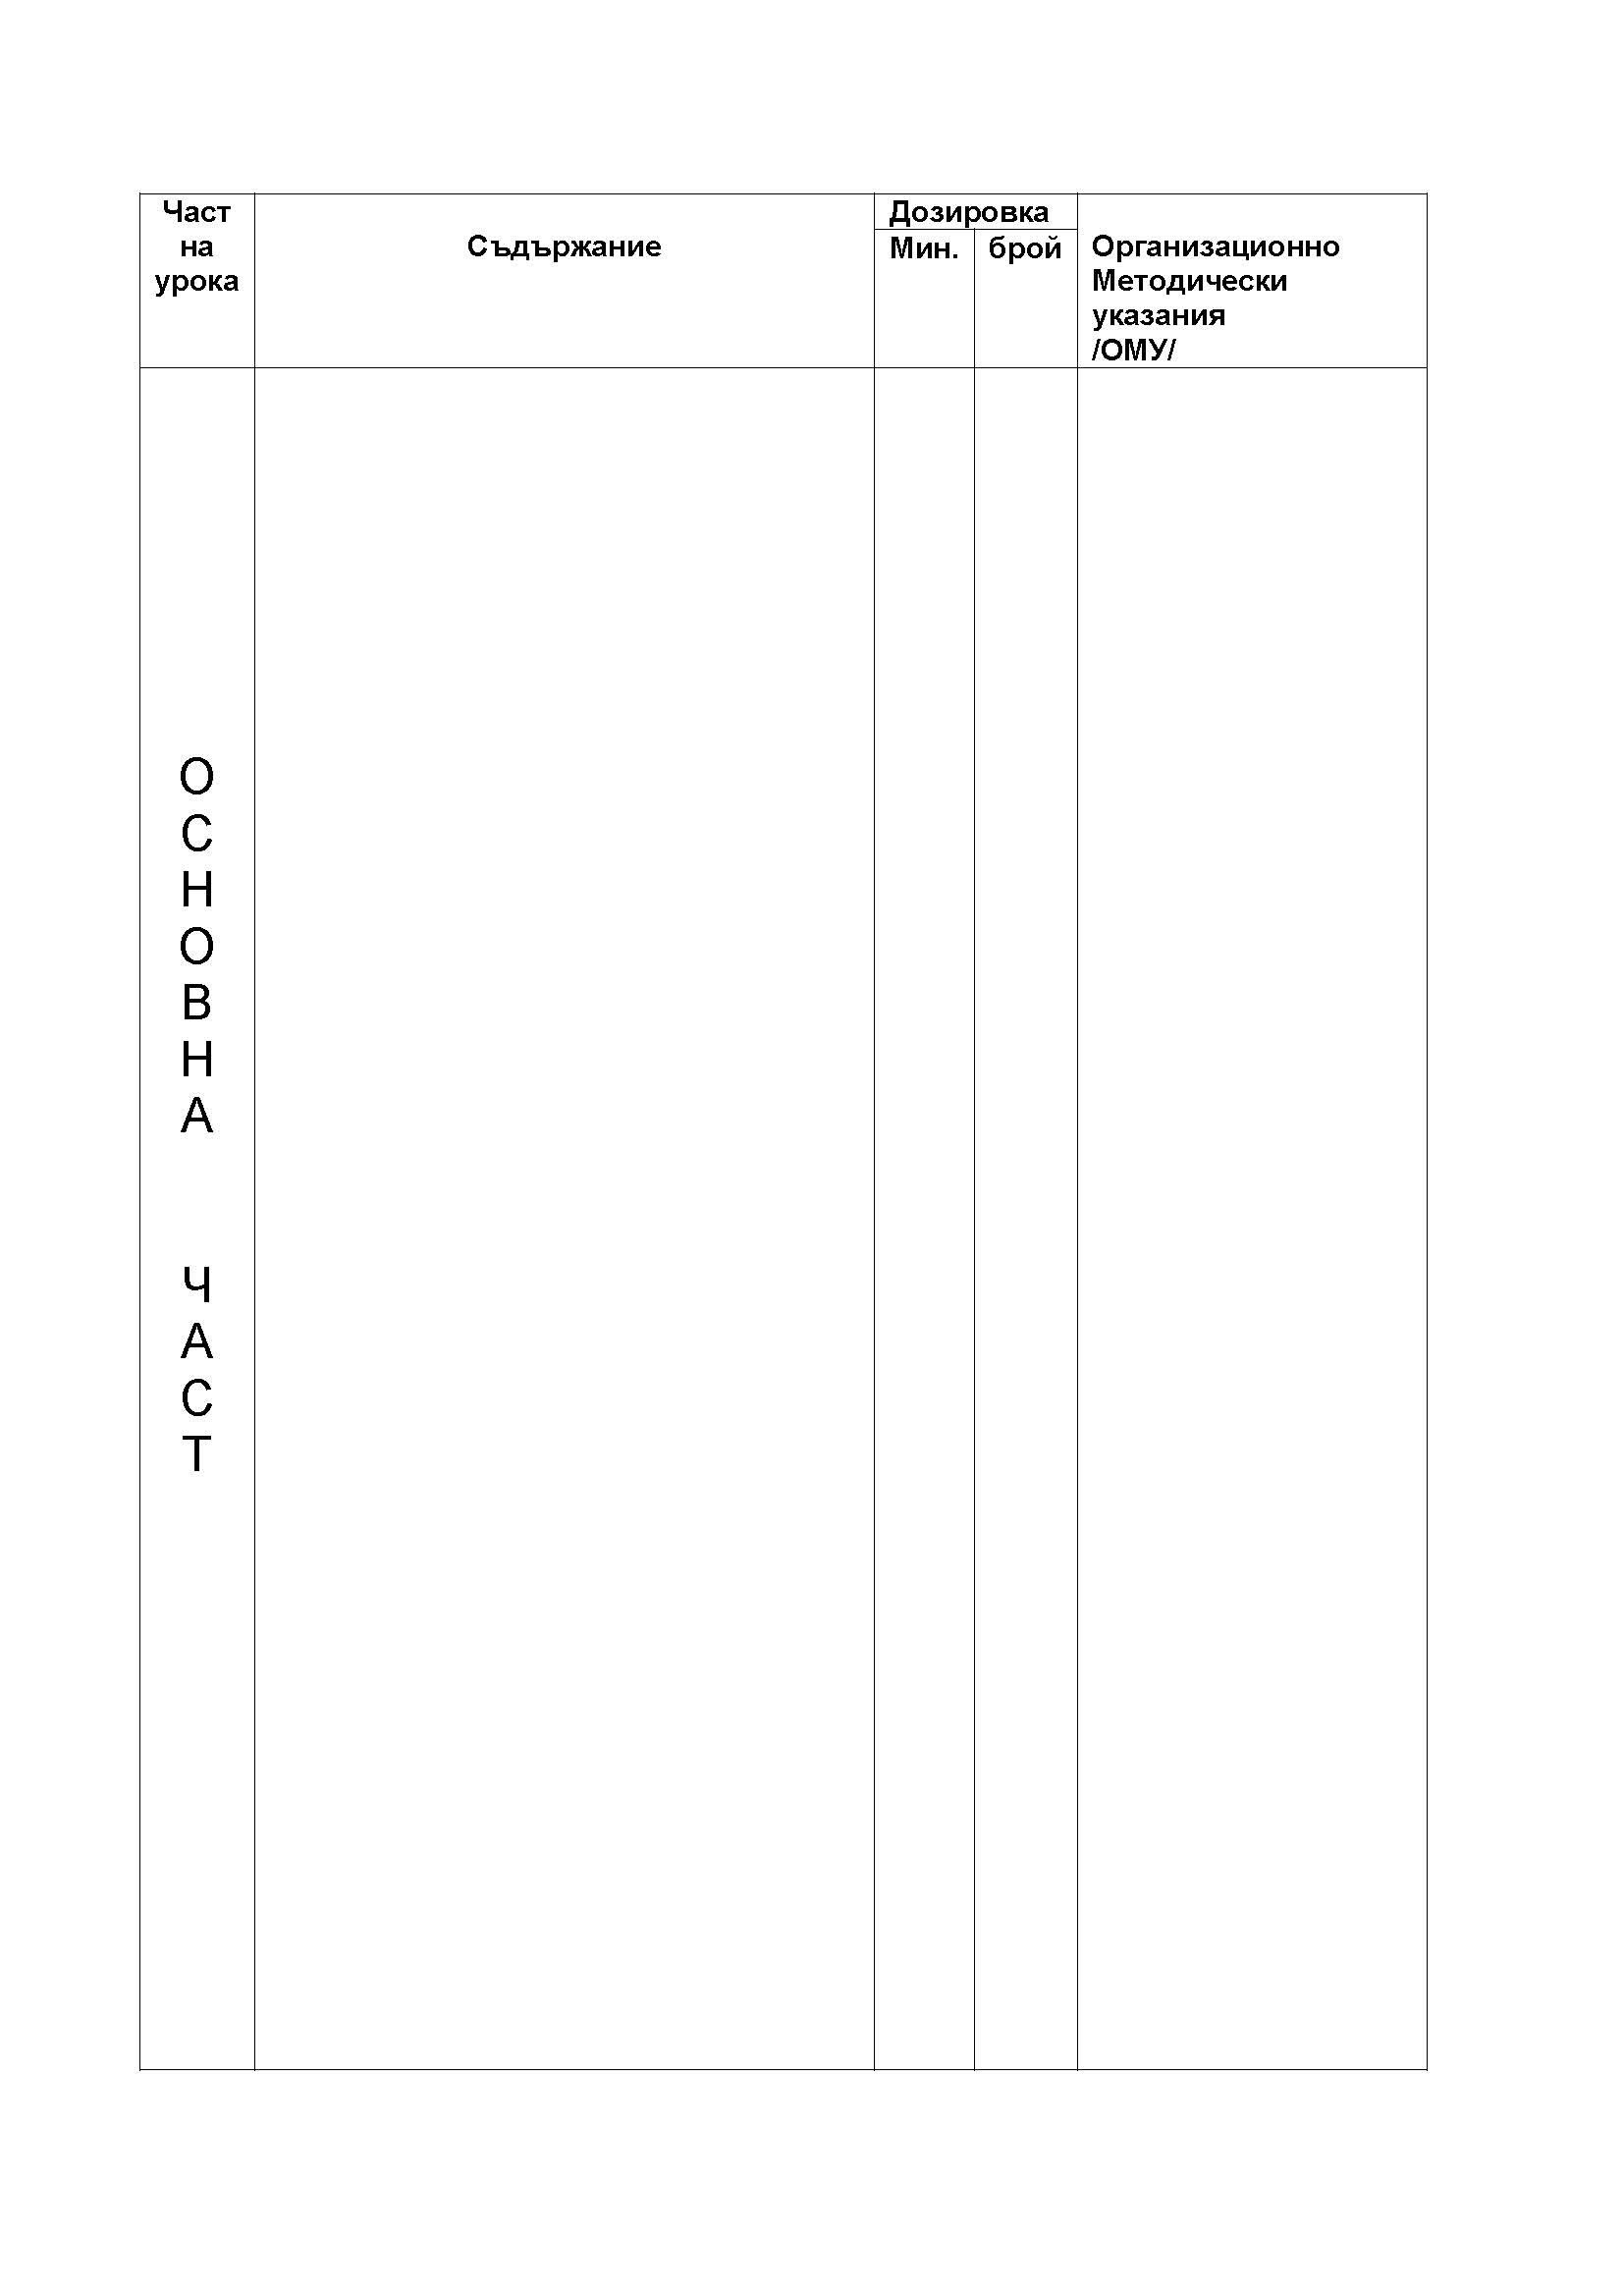 Част
на
урока
Съдържание
Дозировка
Мин.
брой
Организационно
Методически
указания
/ОМУ/
О
С
Н
О
В
Н
А
Ч
А
С
Т